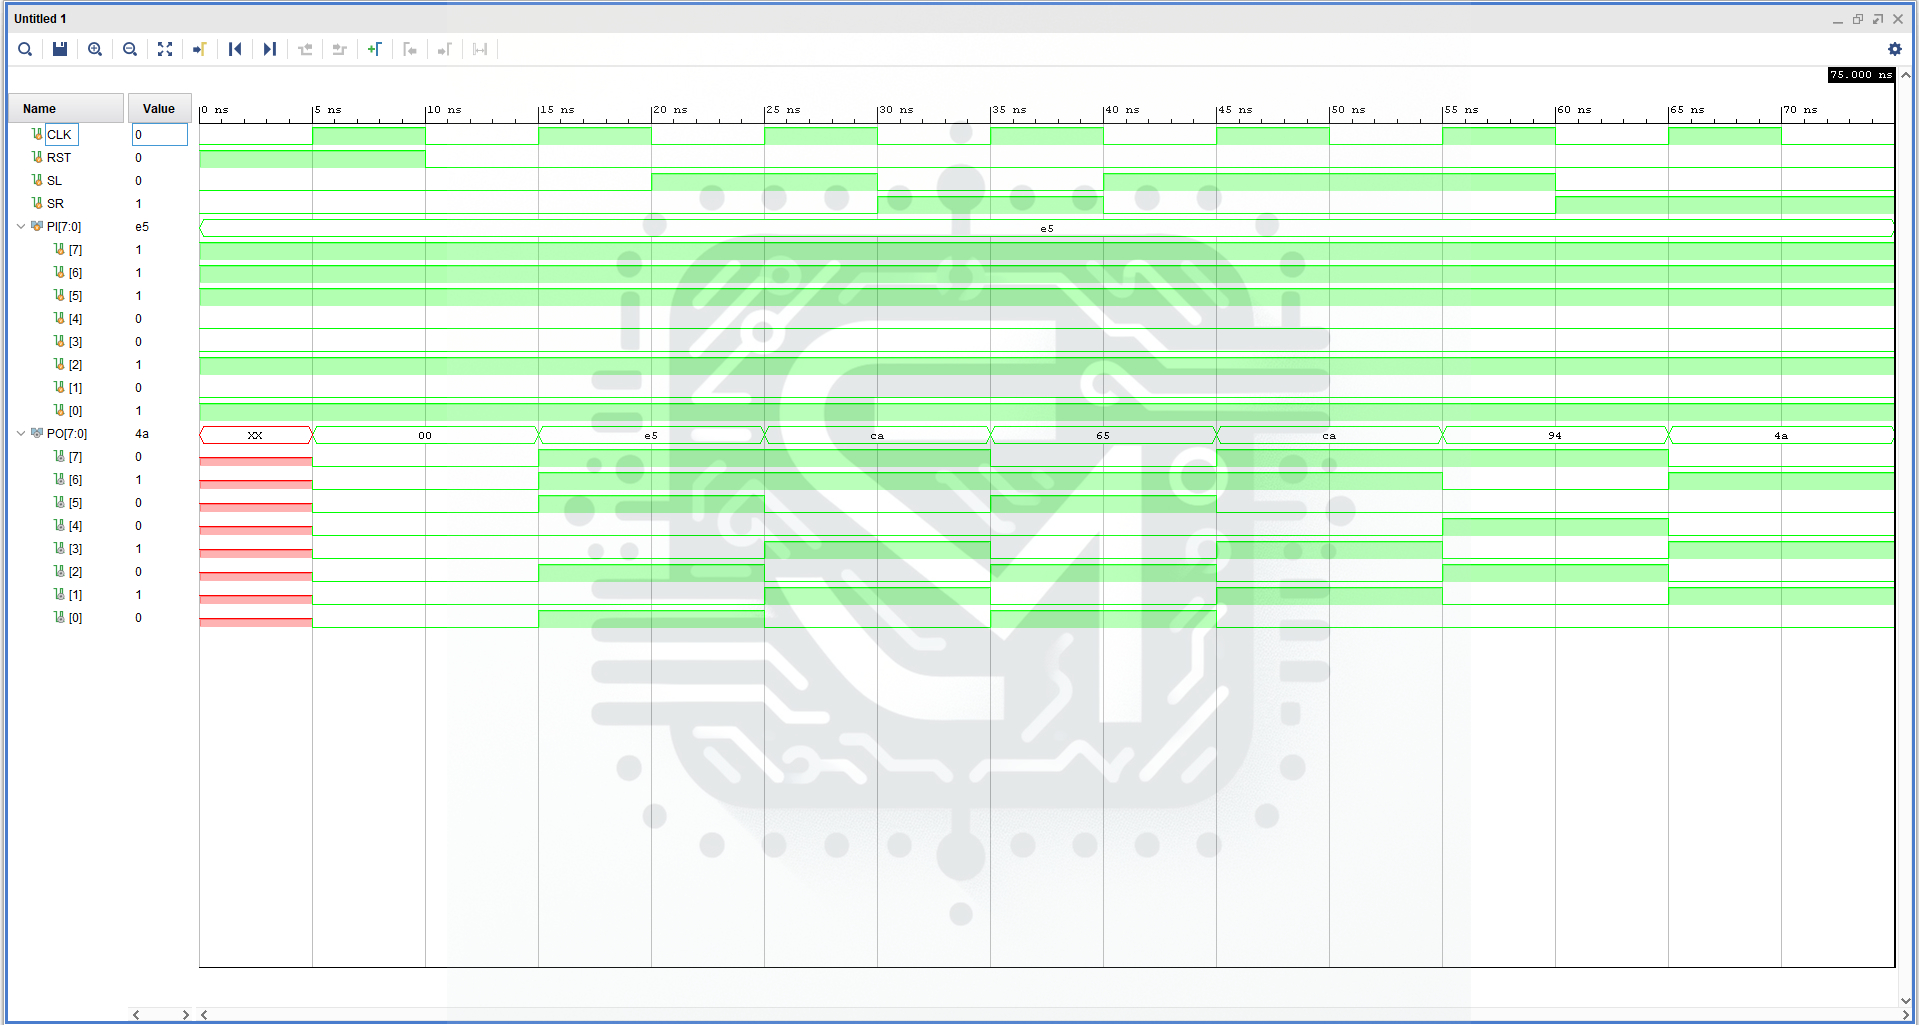 Untitled 1
75.000 ns
Name Value
0 ns 5 ns 10 ns 15 ns 20 ns 25 ns 30 ns 35 ns 40 ns 45 ns 50 ns 55 ns 60 ns 65 ns 70 ns
CLK 0
RST 0
SL 0
SR 1
PI[7:0] e5 e5
[7] 1
[6] 1
[5] 1
[4] 0
[3] 0
[2] 1
[1] 0
[0] 1
PO[7:0] 4a XX 00 e5 ca 65 ca 94 4a
[7] 0
[6] 1
[5] 0
[4] 0
[3] 1
[2] 0
[1] 1
[0] 0